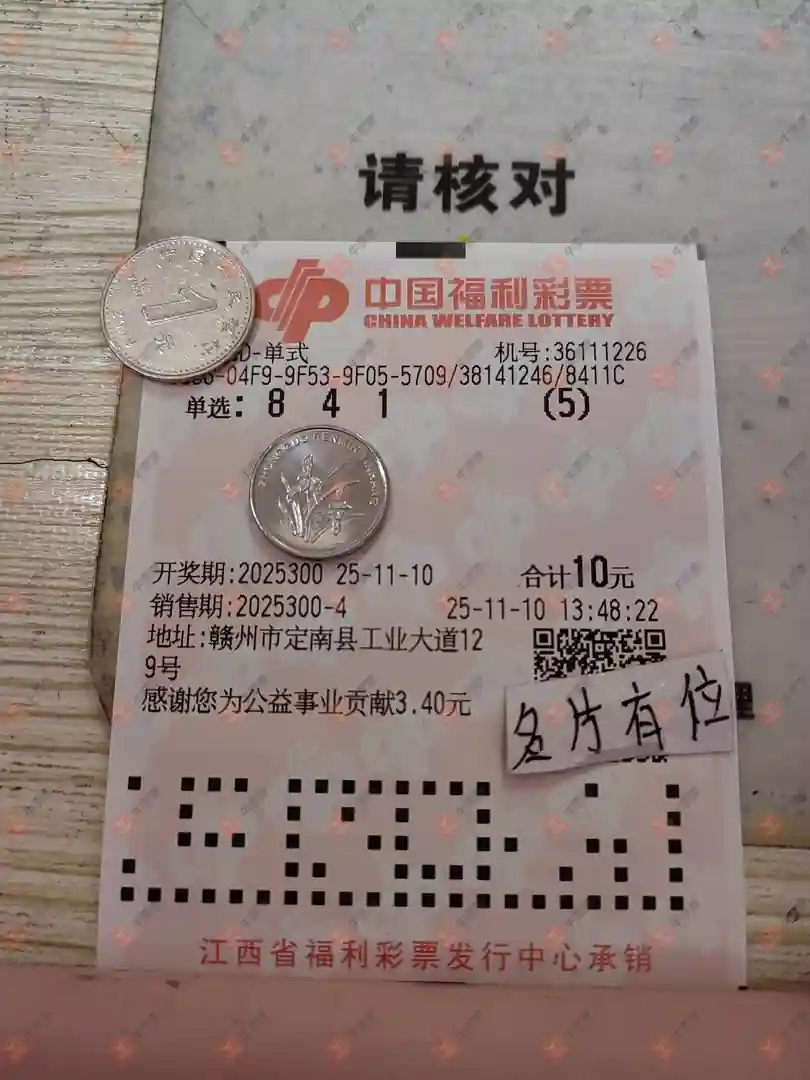 请核对
中国福利彩票
CHINA WELFARE LOTTERY
D-单式 机号:36111226
-04F9-9F53-9F05-5709/38141246/8411C
单选: 8 4 1 (5)
开奖期:2025300 25-11-10 合计10元
销售期:2025300-4 25-11-10 13:48:22
地址:赣州市定南县工业大道12
9号
感谢您为公益事业贡献3.40元
名片有位
江西省福利彩票发行中心承销